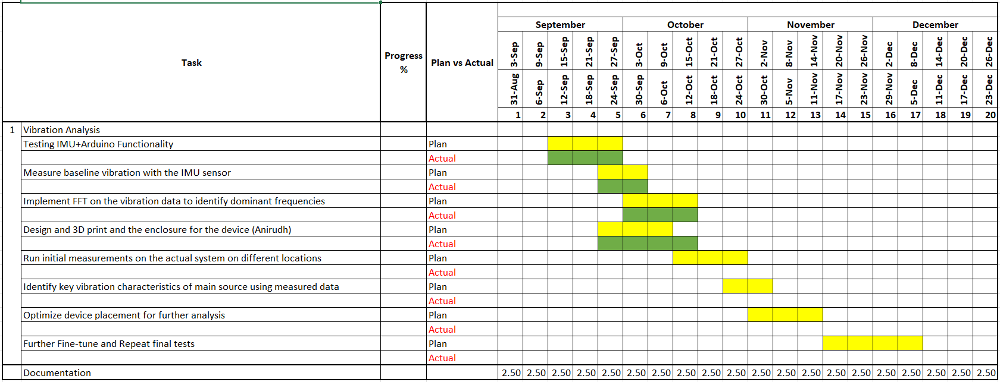 September October November December
3-Sep 9-Sep 15-Sep 21-Sep 27-Sep 3-Oct 9-Oct 15-Oct 21-Oct 27-Oct 2-Nov 8-Nov 14-Nov 20-Nov 26-Nov 2-Dec 8-Dec 14-Dec 20-Dec 26-Dec
Task Progress % Plan vs Actual
31-Aug 6-Sep 12-Sep 18-Sep 24-Sep 30-Sep 6-Oct 12-Oct 18-Oct 24-Oct 30-Oct 5-Nov 11-Nov 17-Nov 23-Nov 29-Nov 5-Dec 11-Dec 17-Dec 23-Dec
1 2 3 4 5 6 7 8 9 10 11 12 13 14 15 16 17 18 19 20
1 Vibration Analysis
Testing IMU+Arduino Functionality Plan
Actual
Measure baseline vibration with the IMU sensor Plan
Actual
Implement FFT on the vibration data to identify dominant frequencies Plan
Actual
Design and 3D print and the enclosure for the device (Anirudh) Plan
Actual
Run initial measurements on the actual system on different locations Plan
Actual
Identify key vibration characteristics of main source using measured data Plan
Actual
Optimize device placement for further analysis Plan
Actual
Further Fine-tune and Repeat final tests Plan
Actual
Documentation 2.50 2.50 2.50 2.50 2.50 2.50 2.50 2.50 2.50 2.50 2.50 2.50 2.50 2.50 2.50 2.50 2.50 2.50 2.50 2.50